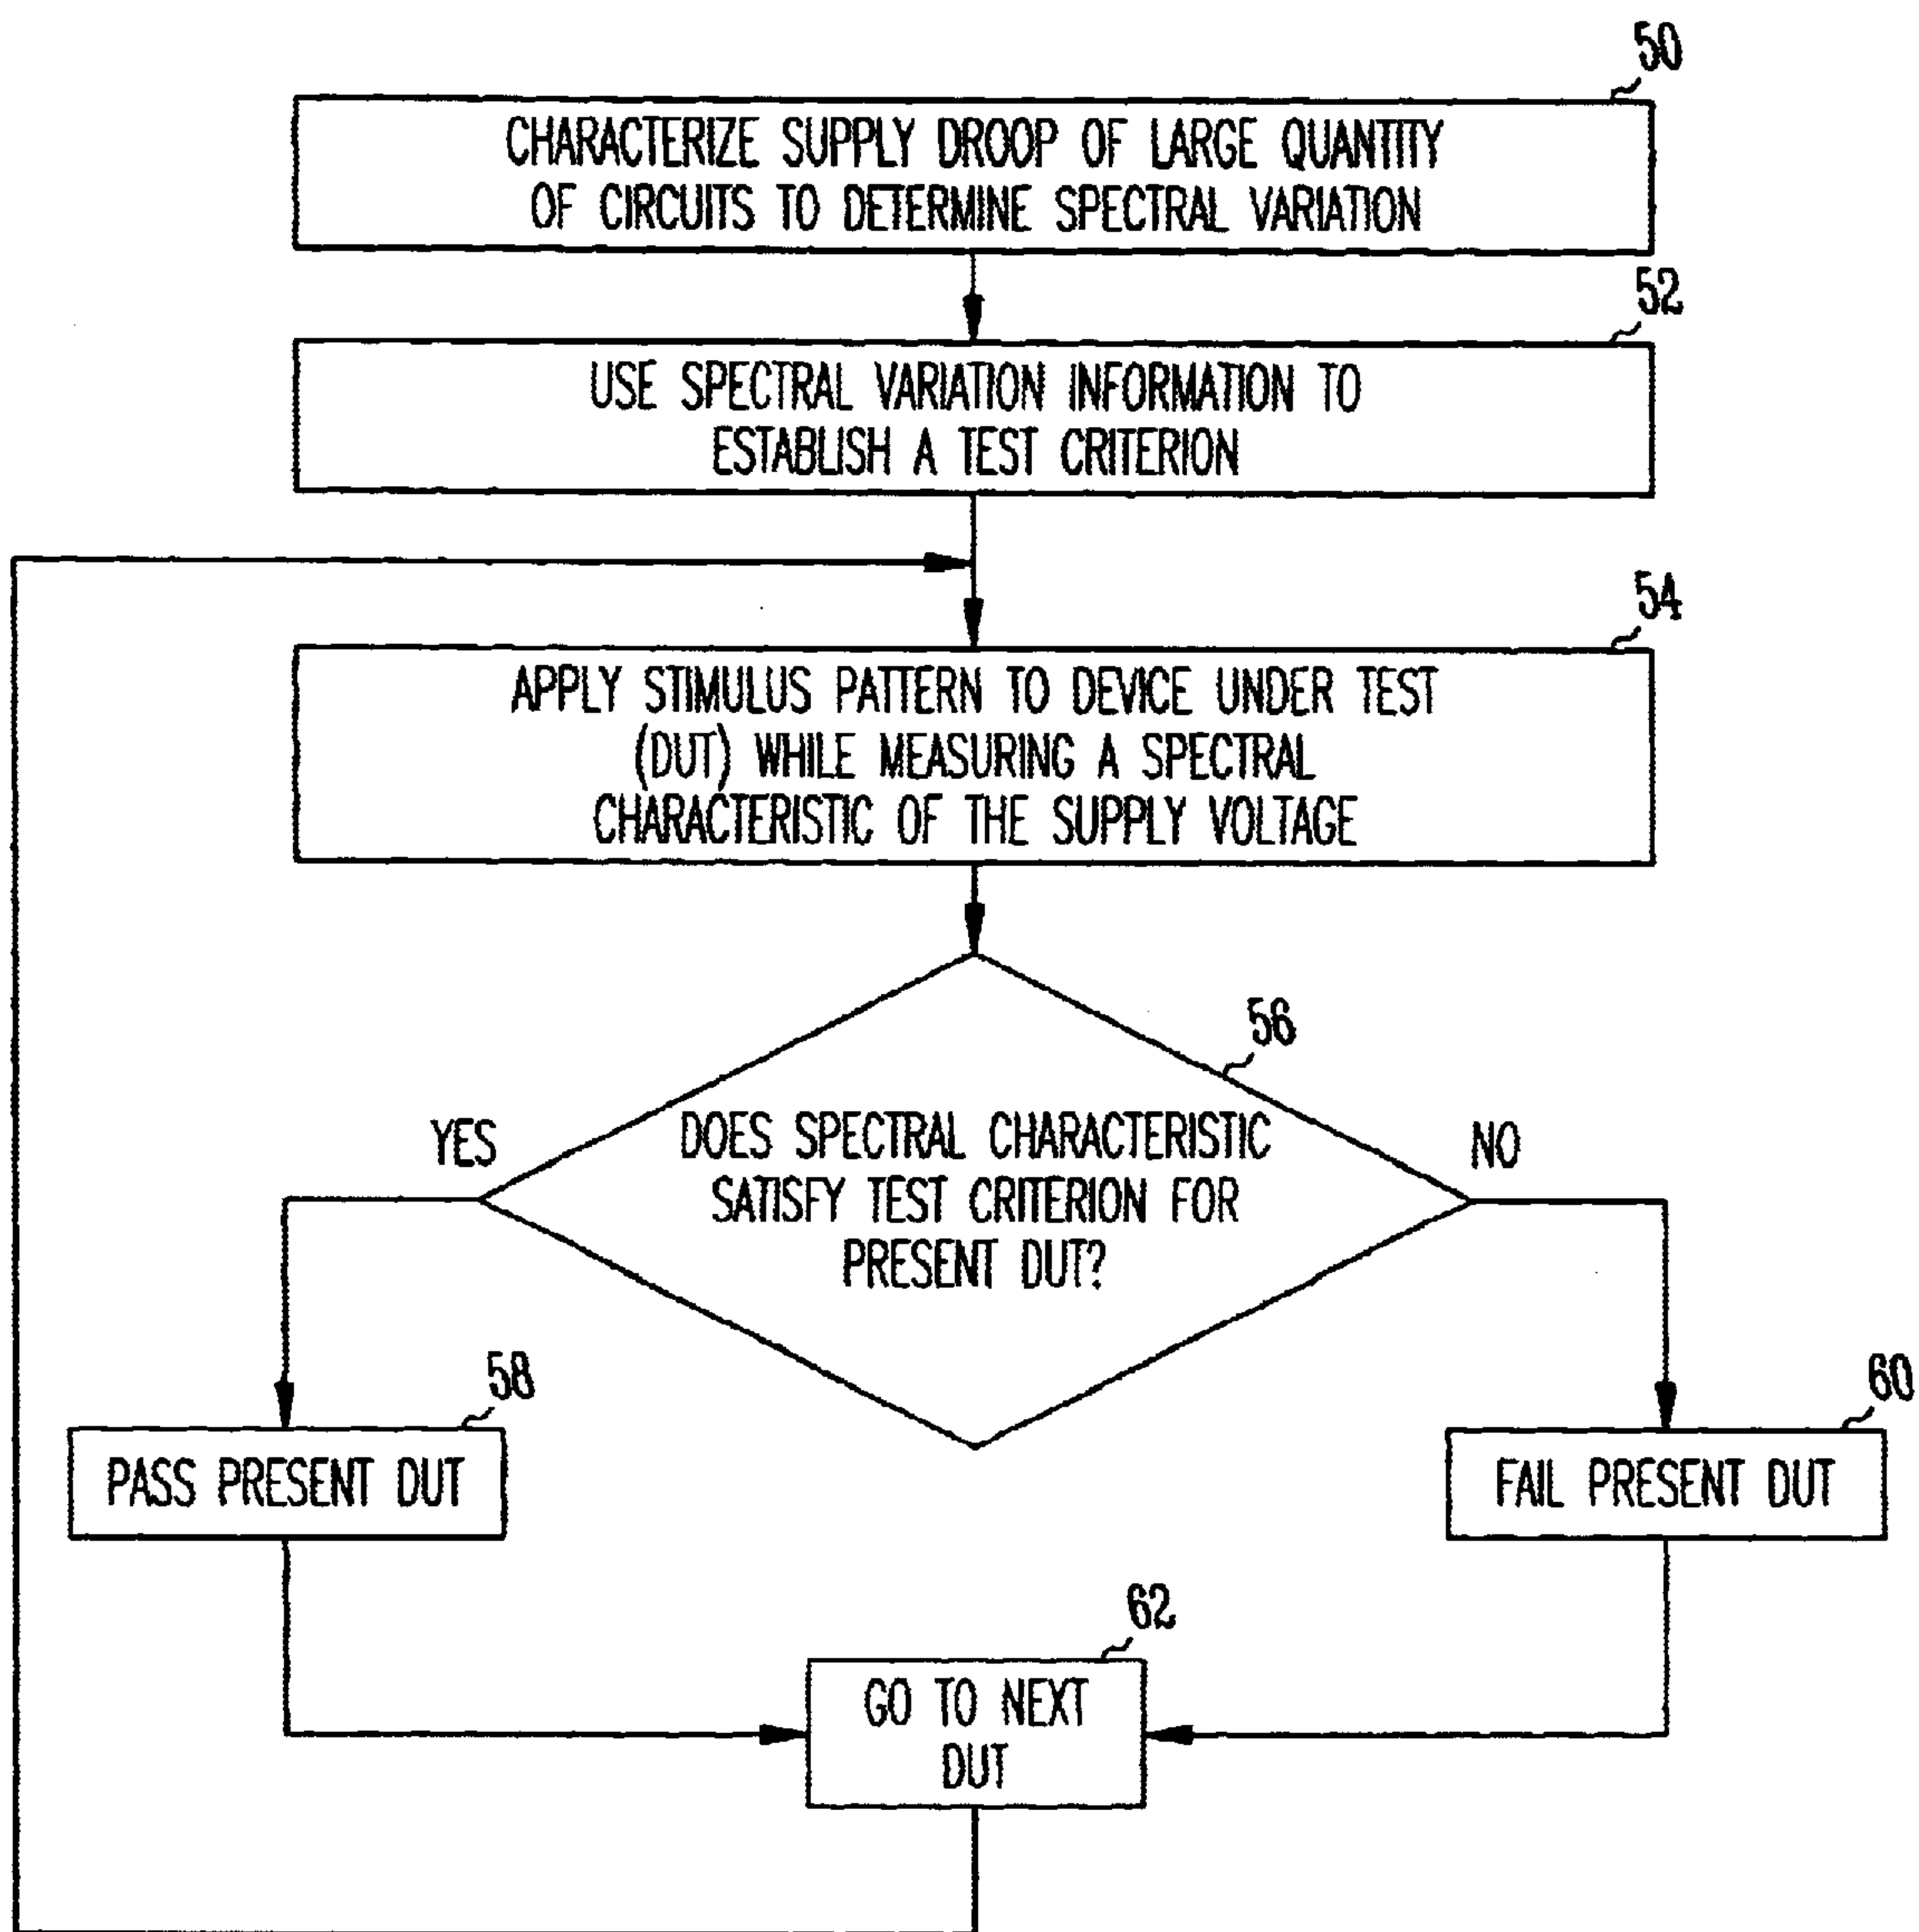 50
CHARACTERIZE SUPPLY DROOP OF LARGE QUANTITY
OF CIRCUITS TO DETERMINE SPECTRAL VARIATION
52
USE SPECTRAL VARIATION INFORMATION TO
ESTABLISH A TEST CRITERION
54
APPLY STIMULUS PATTERN TO DEVICE UNDER TEST
(DUT) WHILE MEASURING A SPECTRAL
CHARACTERISTIC OF THE SUPPLY VOLTAGE
56
YES
DOES SPECTRAL CHARACTERISTIC
SATISFY TEST CRITERION FOR
PRESENT DUT?
NO
58
PASS PRESENT DUT
60
FAIL PRESENT DUT
62
GO TO NEXT
DUT